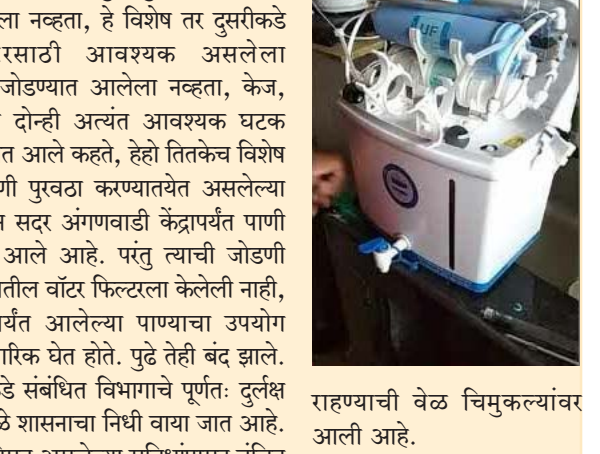 नव्हता, हे विशेष तर दुसरीकडे
आवश्यक असलेला
जोडण्यात आलेला नव्हता, केज,
दोन्ही अत्यंत आवश्यक घटक
आले कहते, हेहो तितकेच विशेष
पुरवठा करण्यातयेत असलेल्या
सदर अंगणवाडी केंद्रापर्यंत पाणी
आले आहे. परंतु त्याची जोडणी
वॉटर फिल्टरला केलेली नाही,
आलेल्या पाण्याचा उपयोग
घेत होते. पुढे तेही बंद झाले.
संबंधित विभागाचे पूर्णतः दुर्लक्ष
शासनाचा निधी वाया जात आहे.
UF
राहण्याची वेळ चिमुकल्यांवर
आली आहे.